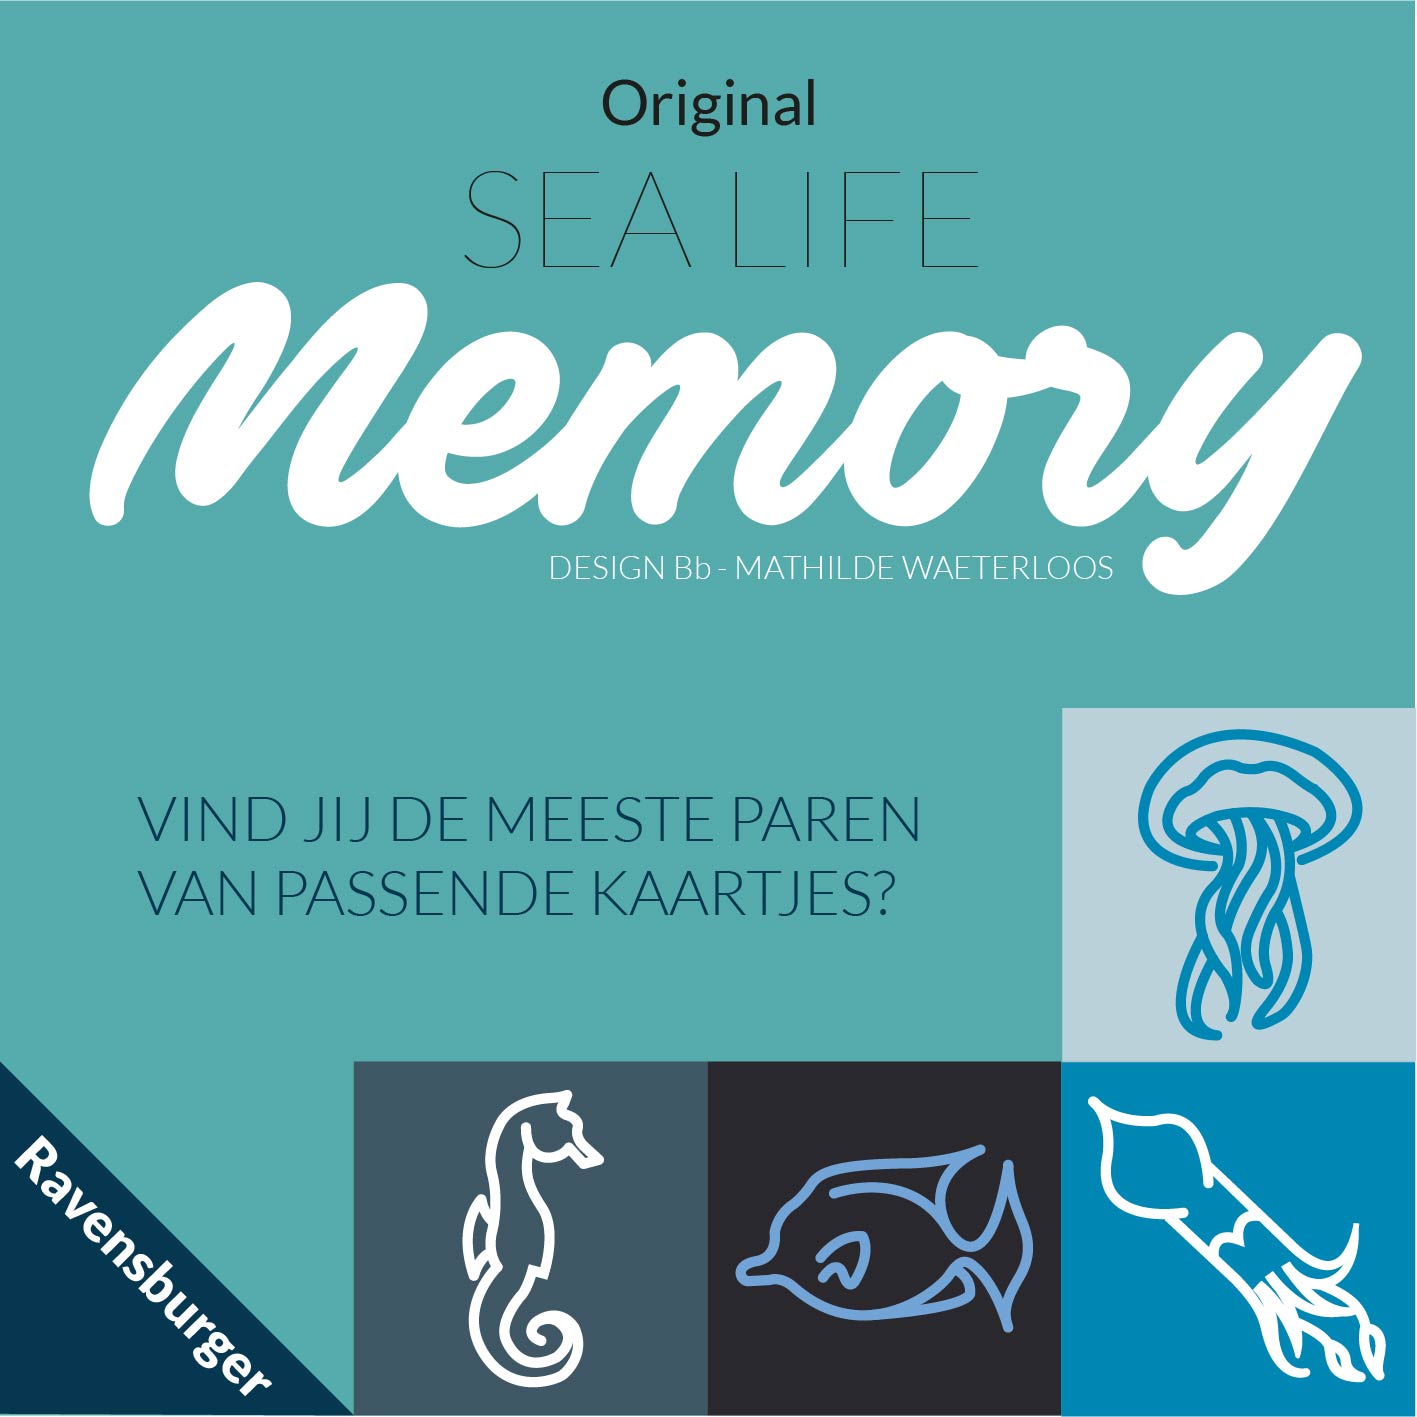 Original
SEA LIFE
Memory
DESIGN Bb - MATHILDE WAETERLOOS
VIND JIJ DE MEESTE PAREN
VAN PASSENDE KAARTJES?
Ravensburger